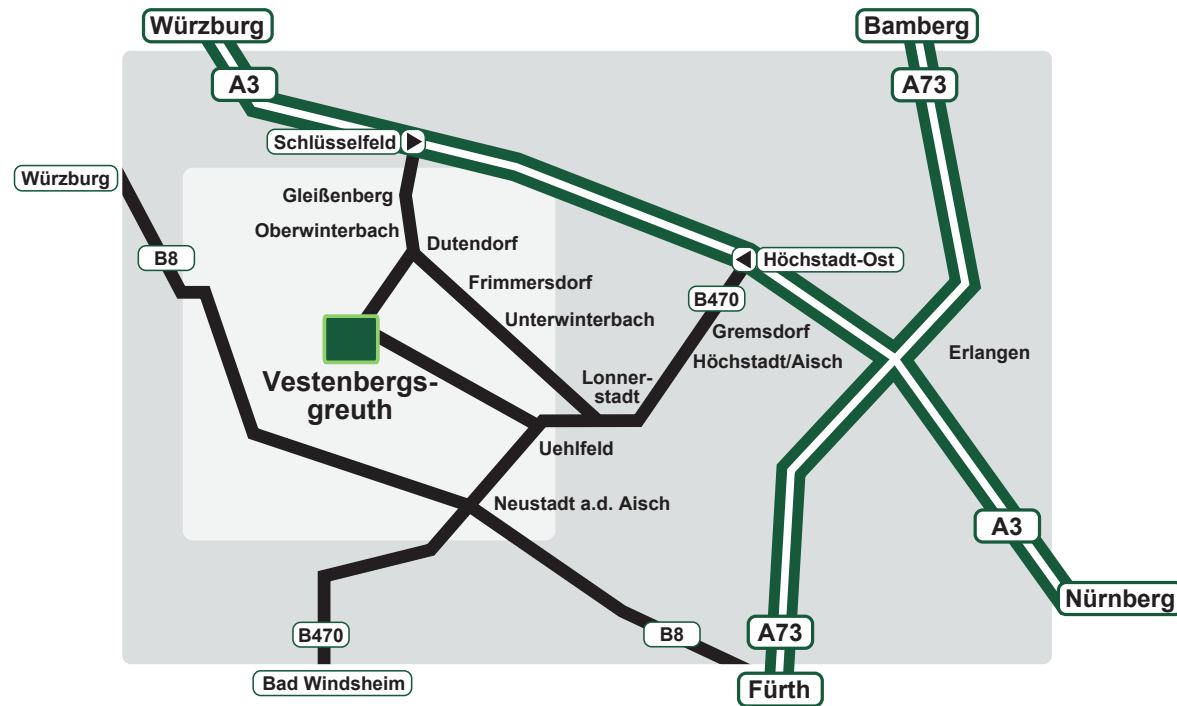 Würzburg
Bamberg
A3
A73
Schlüsselfeld
Würzburg
Gleißenberg
Oberwinterbach
Dutendorf
B8
Höchstadt-Ost
Frimmersdorf
B470
Unterwinterbach
Gremsdorf
Höchstadt/Aisch
Erlangen
Vestenbergs-
greuth
Lonner-
stadt
Uehlfeld
Neustadt a.d. Aisch
A3
Nürnberg
B470
B8
A73
Bad Windsheim
Fürth